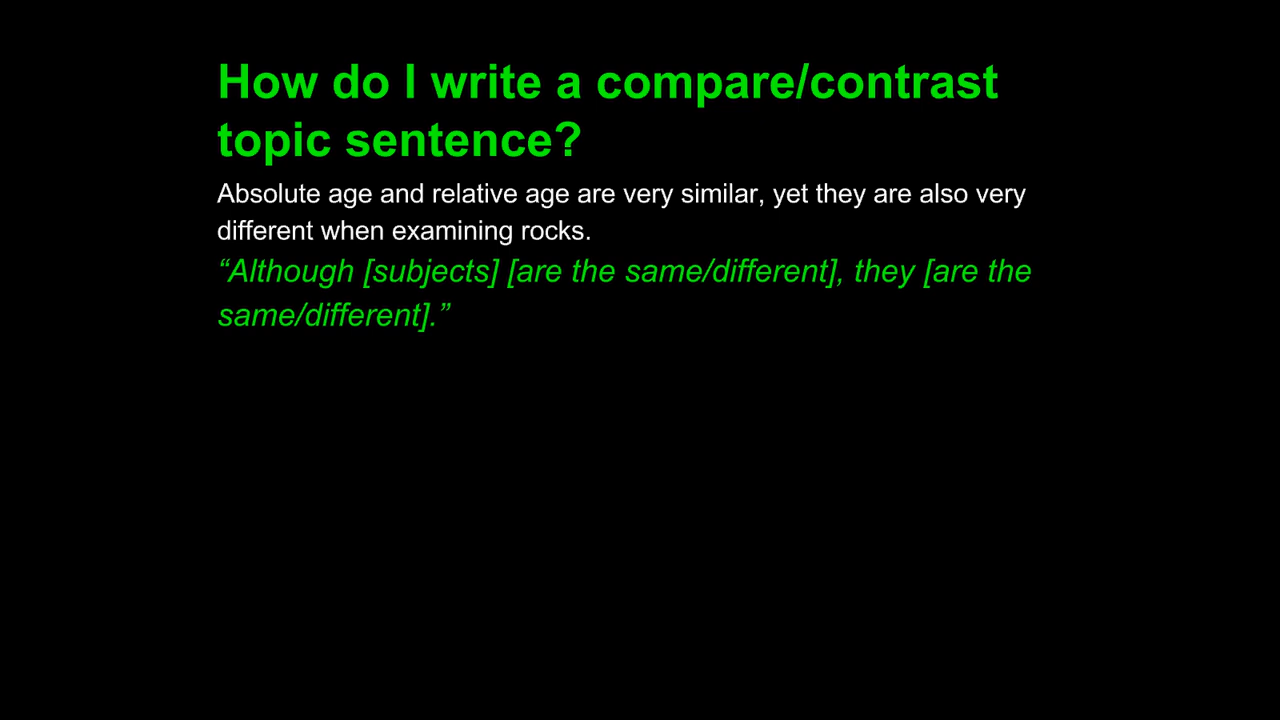 How do I write a compare/contrast
topic sentence?
Absolute age and relative age are very similar, yet they are also very
different when examining rocks.
“Although [subjects] [are the same/different], they [are the
same/different].”